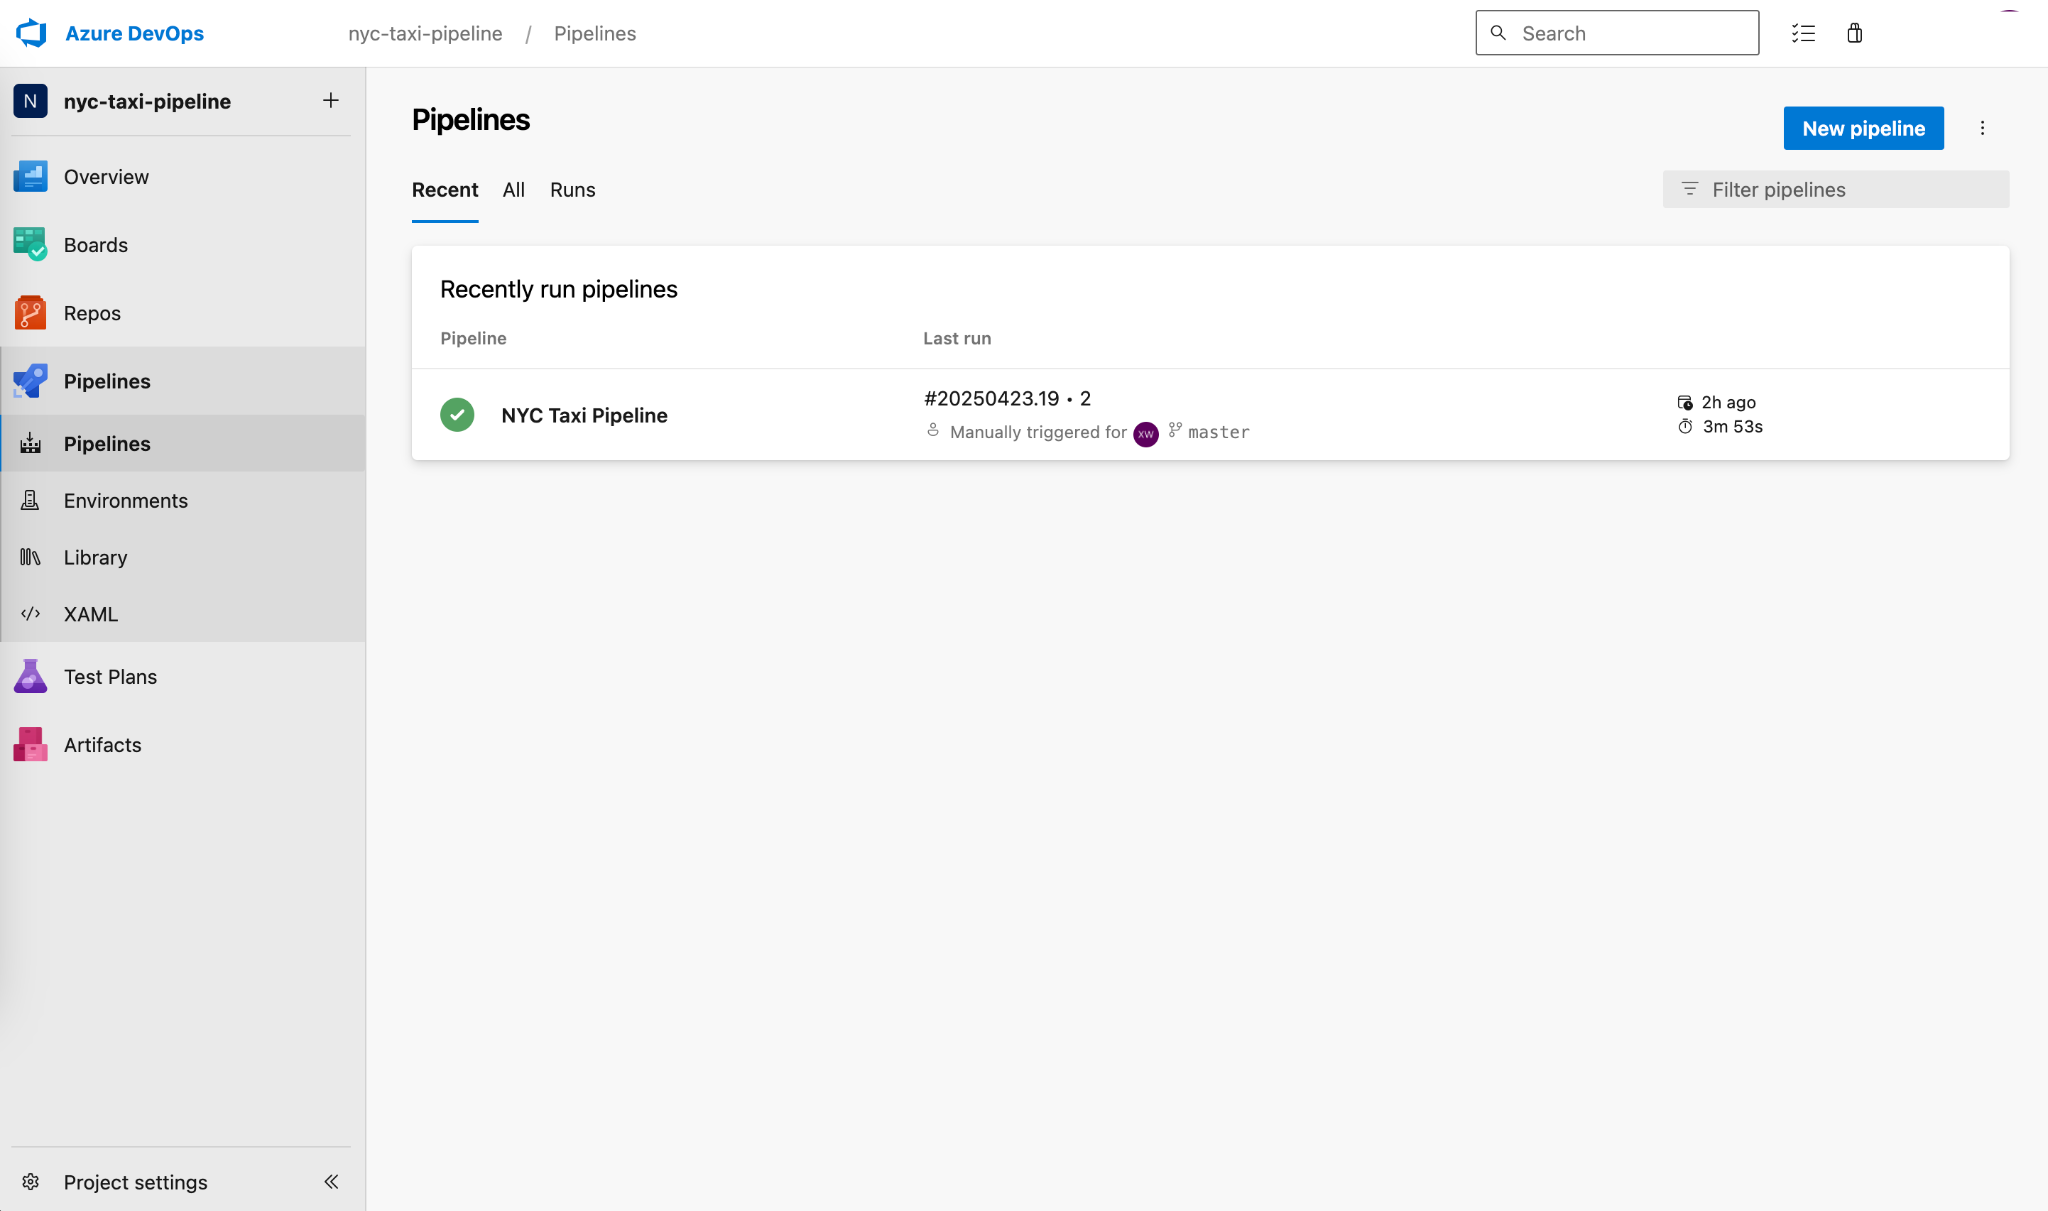 Azure DevOps
nyc-taxi-pipeline / Pipelines
Search
N nyc-taxi-pipeline
Overview
Boards
Repos
Pipelines
Pipelines
Environments
Library
XAML
Test Plans
Artifacts
Project settings
Pipelines
New pipeline
Recent All Runs
Filter pipelines
Recently run pipelines
Pipeline Last run
NYC Taxi Pipeline
#20250423.19 • 2
Manually triggered for XW master
2h ago
3m 53s